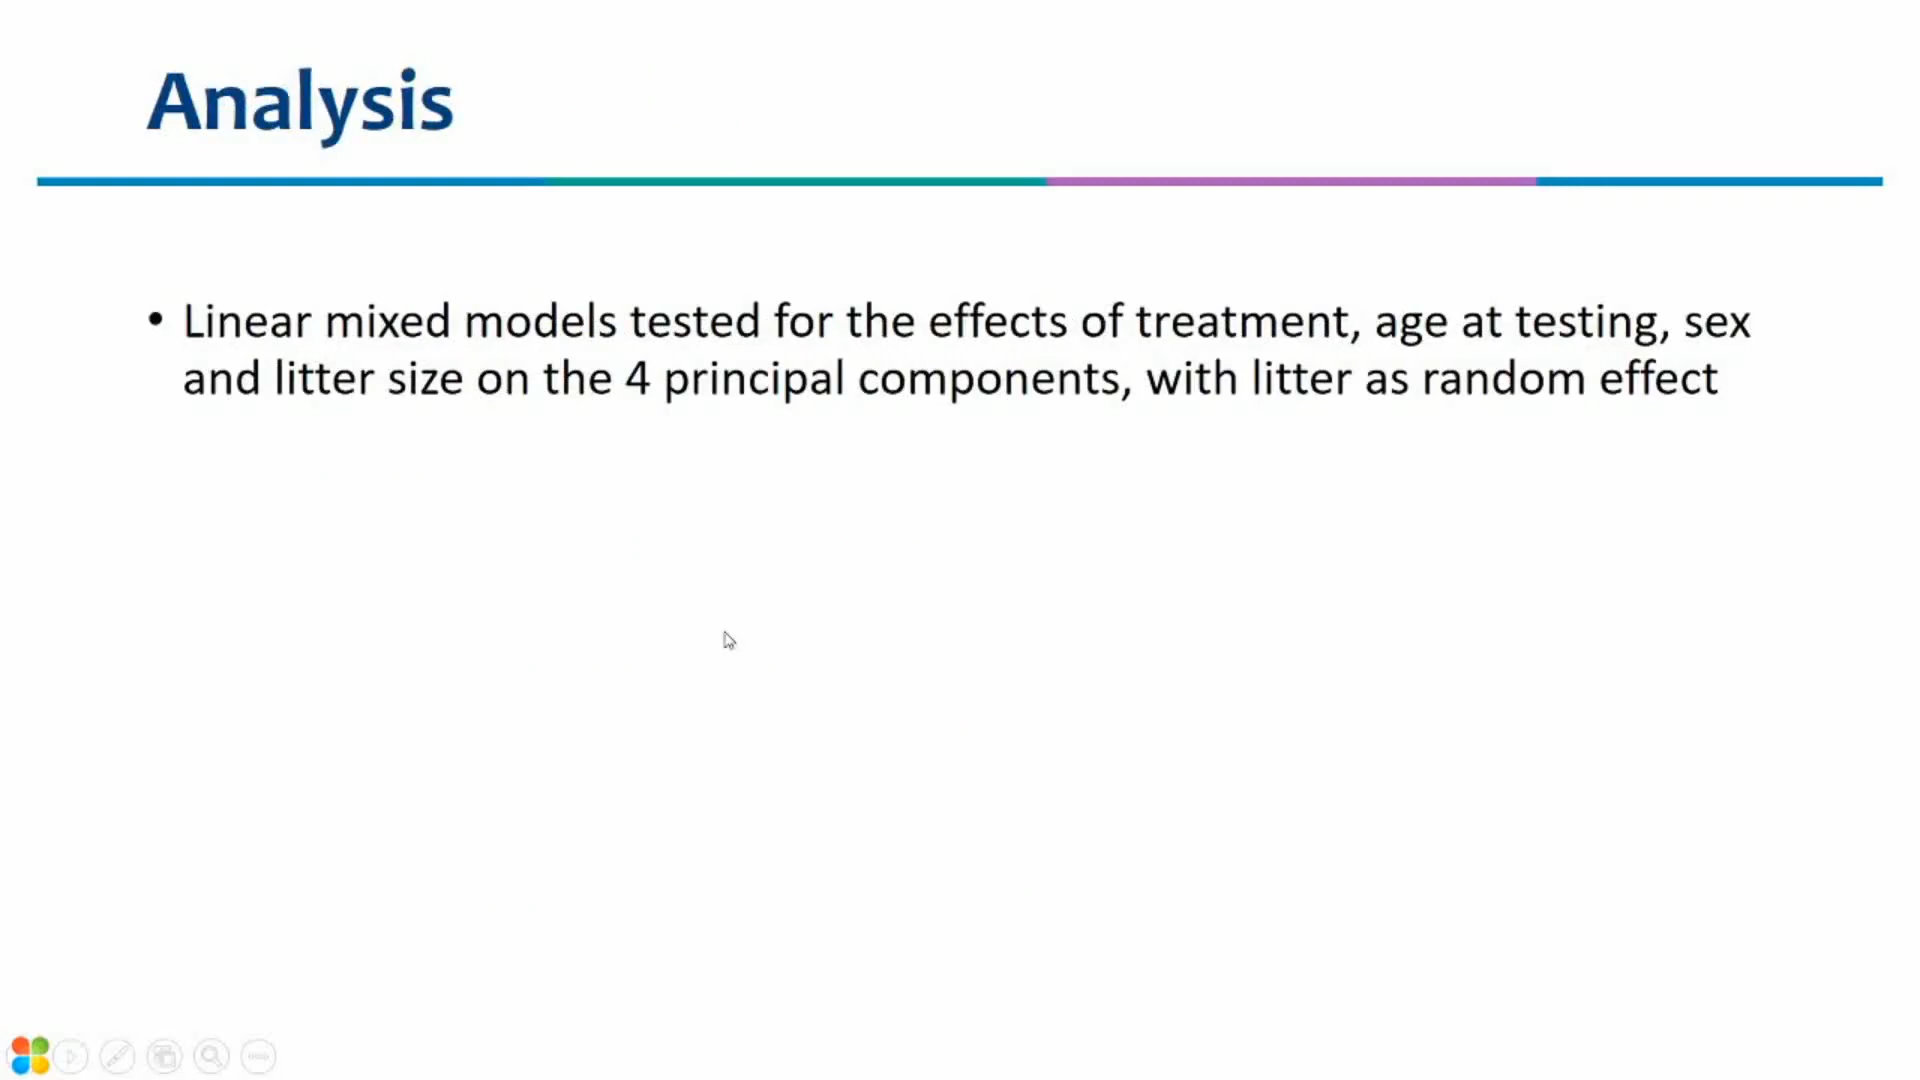 Analysis
• Linear mixed models tested for the effects of treatment, age at testing, sex
and litter size on the 4 principal components, with litter as random effect